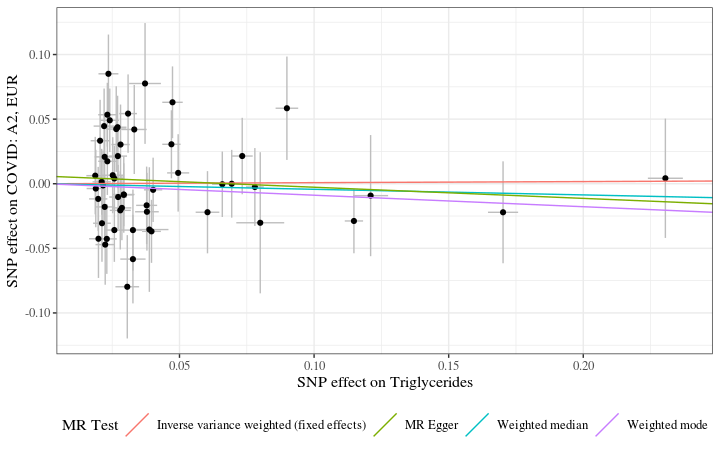 SNP effect on COVID: A2, EUR
0.10
0.05
0.00
-0.05
-0.10
0.05 0.10 0.15 0.20
SNP effect on Triglycerides
MR Test Inverse variance weighted (fixed effects) MR Egger Weighted median Weighted mode